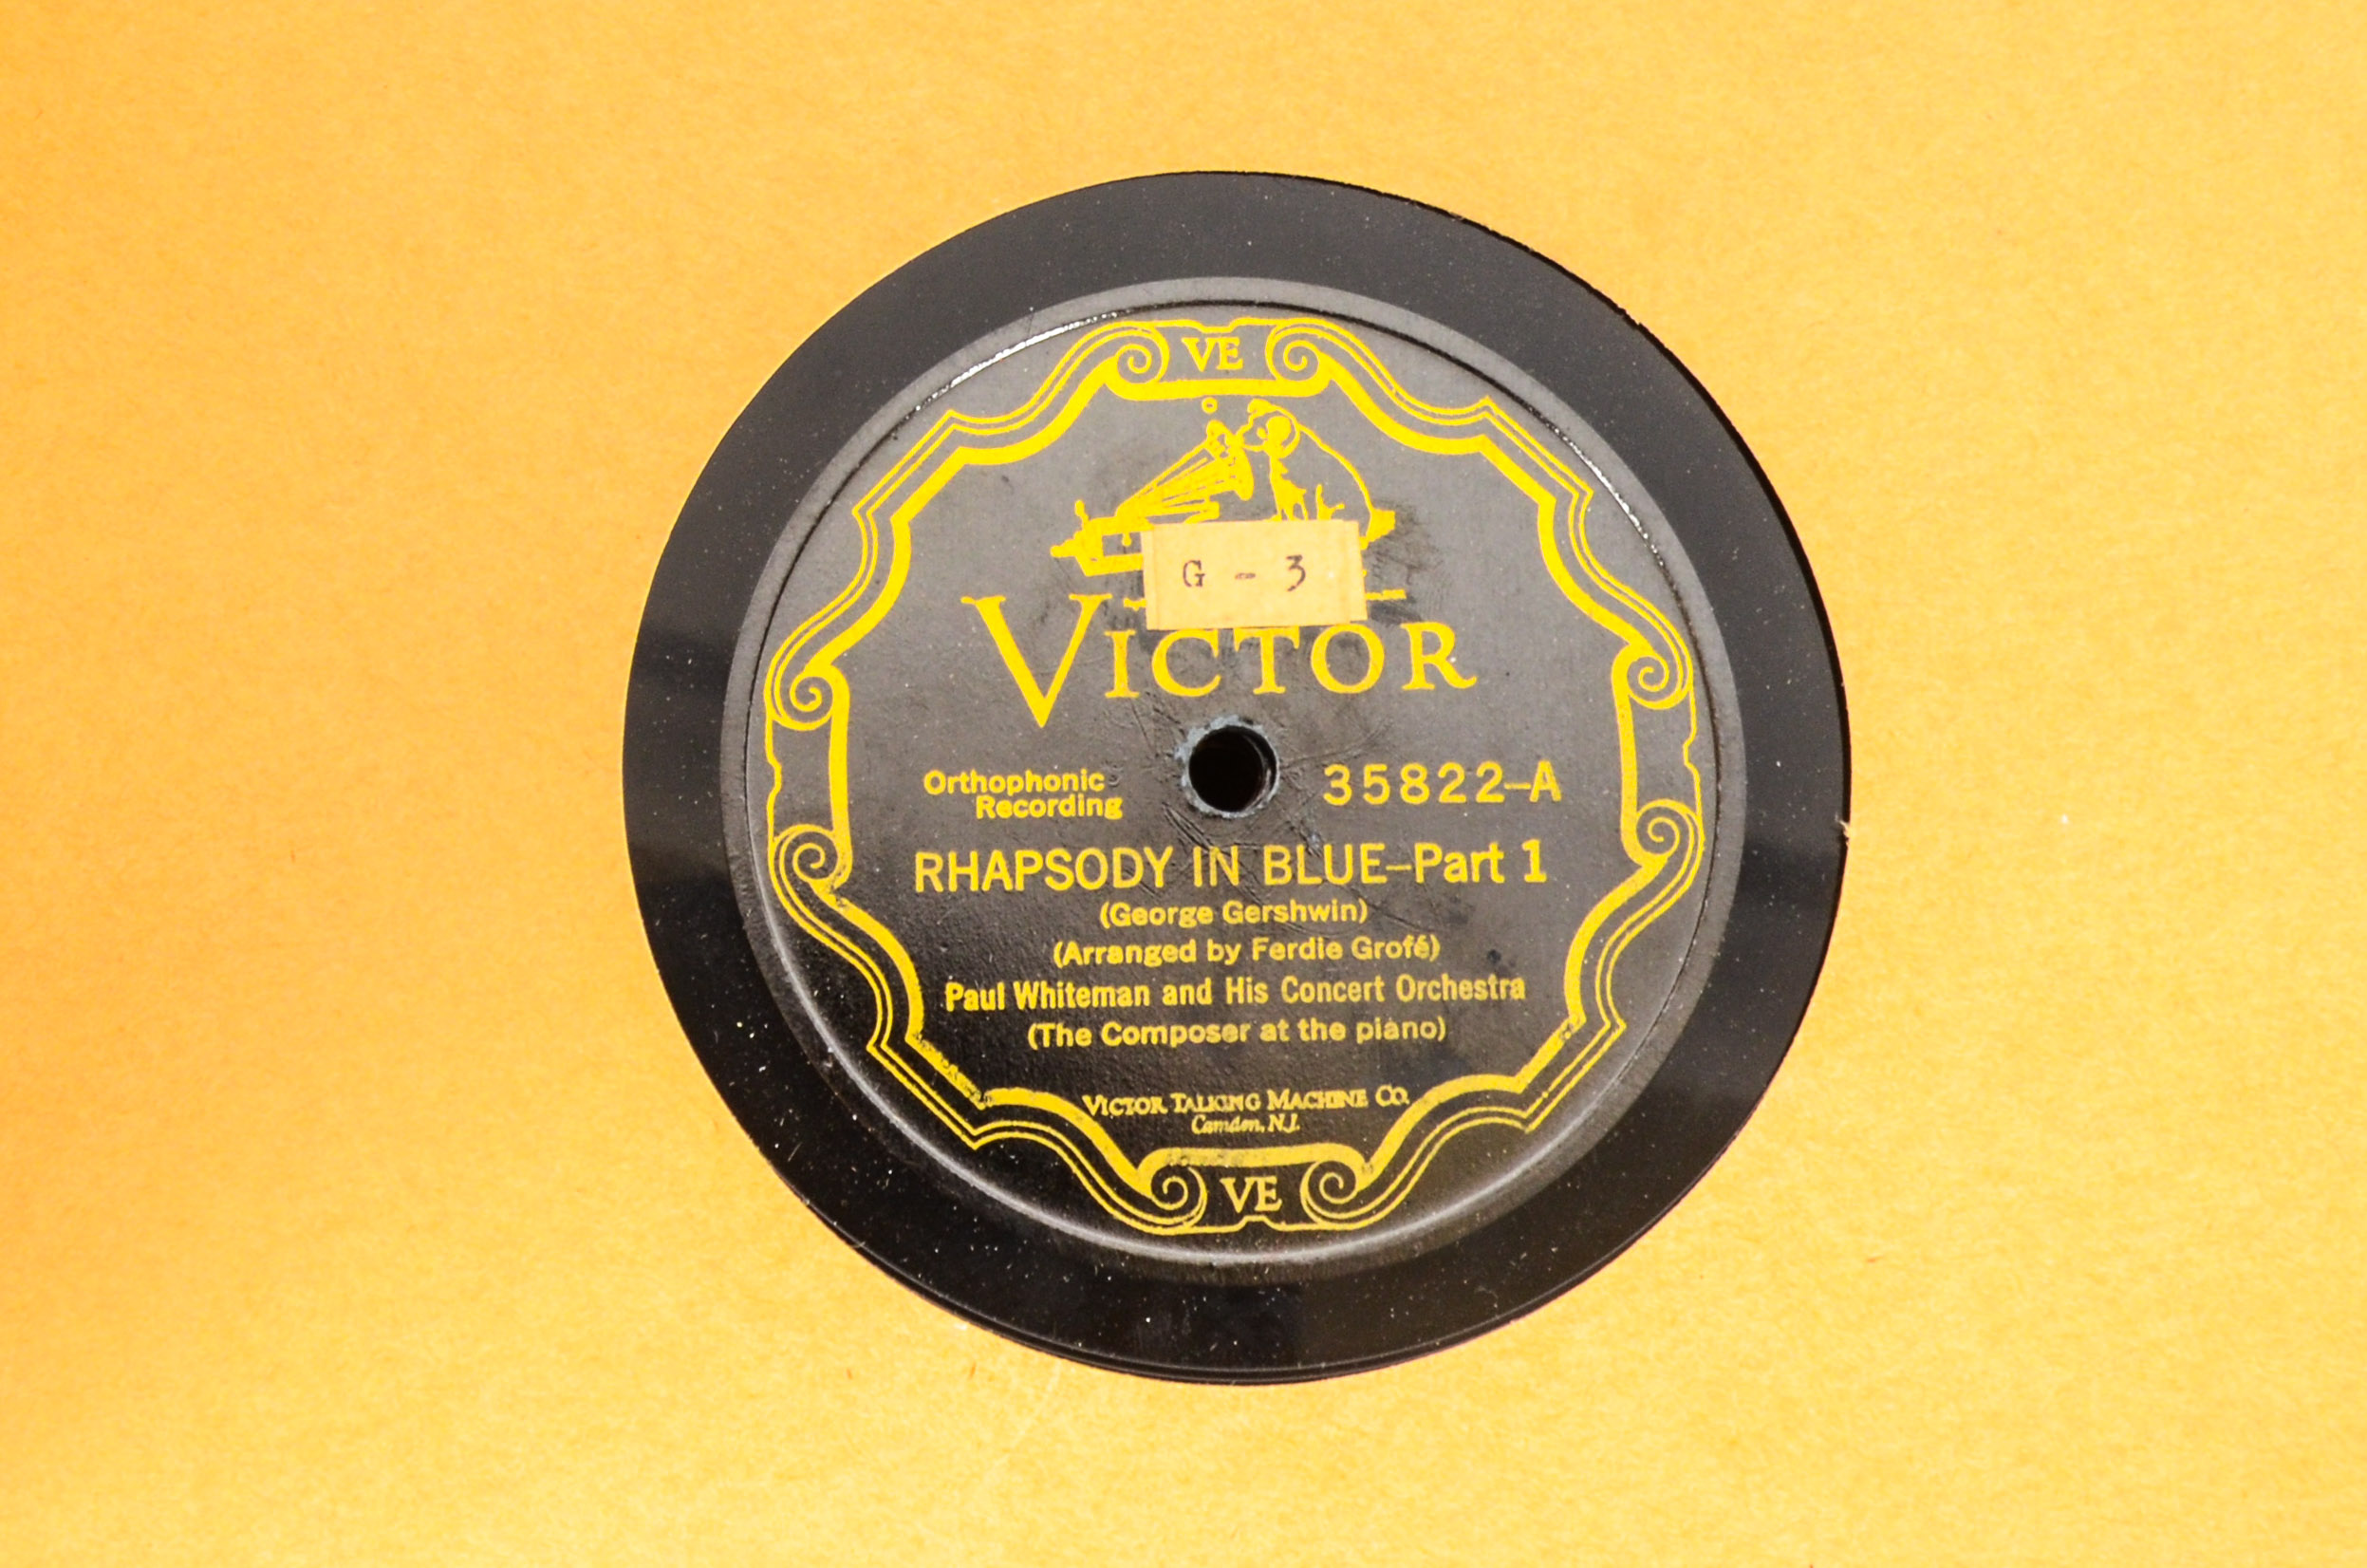 VE
G - 3
VICTOR
Orthophonic
Recording
35822-A
RHAPSODY IN BLUE-Part 1
(George Gershwin)
(Arranged by Ferdie Grofé)
Paul Whiteman and His Concert Orchestra
(The Composer at the piano)
VICTOR TALKING MACHINE CO.
Camden, N.J.
VE